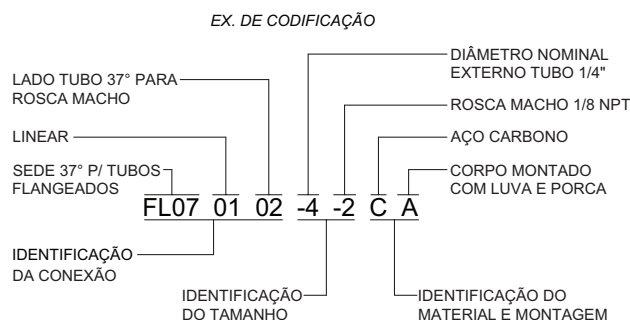 EX. DE CODIFICAÇÃO
DIÂMETRO NOMINAL
EXTERNO TUBO 1/4"
LADO TUBO 37° PARA
ROSCA MACHO
ROSCA MACHO 1/8 NPT
LINEAR
AÇO CARBONO
SEDE 37° P/ TUBOS
FLANGEADOS
CORPO MONTADO
COM LUVA E PORCA
FL07 01 02 -4 -2 C A
IDENTIFICAÇÃO
DA CONEXÃO
IDENTIFICAÇÃO
DO TAMANHO
IDENTIFICAÇÃO DO
MATERIAL E MONTAGEM